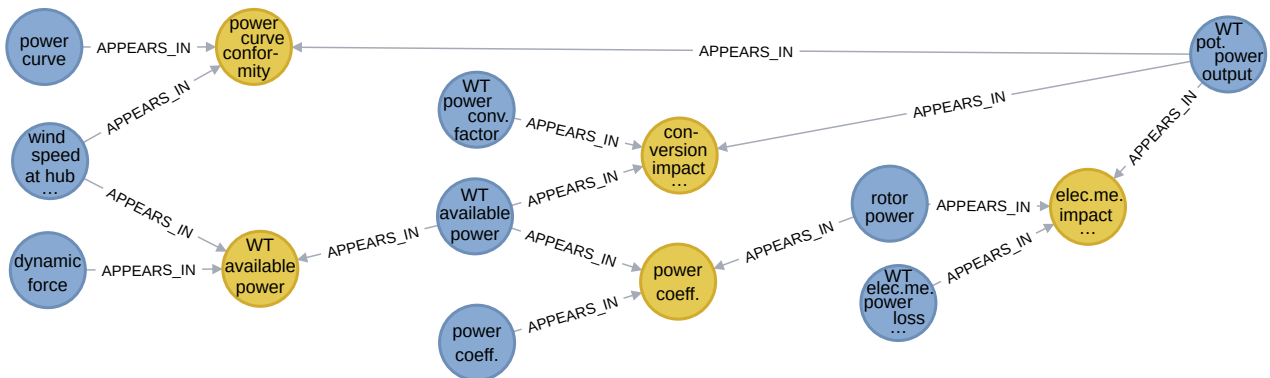 power
curve
APPEARS_IN
power
curve
confor-
mity
APPEARS_IN
WT
pot.
power
output
APPEARS_IN
wind
speed
at hub
...
APPEARS_IN
WT
power
conv.
factor
APPEARS_IN
con-
version
impact
...
APPEARS_IN
APPEARS_IN
APPEARS_IN
WT
available
power
APPEARS_IN
rotor
power
APPEARS_IN
elec.me.
impact
...
dynamic
force
APPEARS_IN
WT
available
power
APPEARS_IN
APPEARS_IN
power
coeff.
APPEARS_IN
APPEARS_IN
WT
elec.me.
power
loss
...
power
coeff.
APPEARS_IN